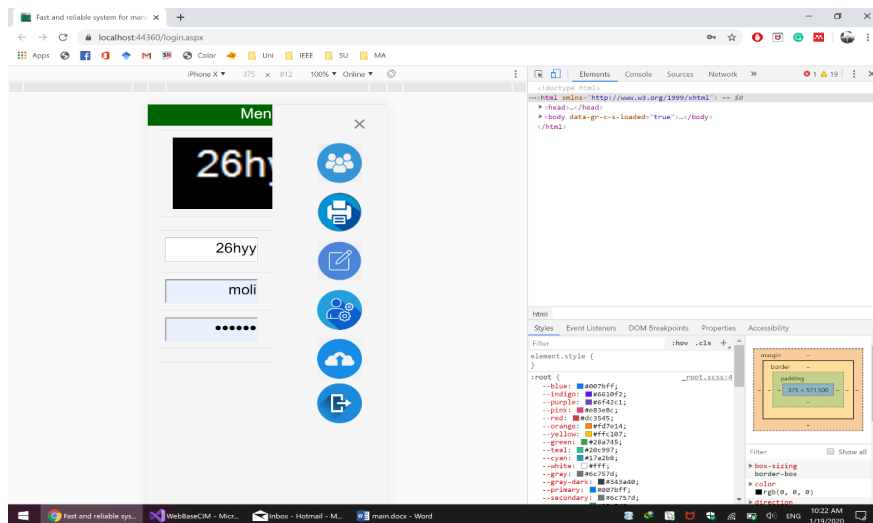 Fast and reliable system for man
localhost:44360/login.aspx
Apps
Color
Uni
IEEE
SU
MA
iPhone X ▼ 375 x 812 100% ▼ Online ▼
Elements Console Sources Network » 1 19
<!doctype html>
...<html xmlns="http://www.w3.org/1999/xhtml"> == $0
▶<head>…</head>
▶<body data-gr-c-s-loaded="true">…</body>
</html>
Men
26hy
26hyy
moli
••••••
html
Styles Event Listeners DOM Breakpoints Properties Accessibility
Filter :hov .cls +
element.style {
}
:root { _root.scss:4
--blue: #007bff;
--indigo: #6610f2;
--purple: #6f42c1;
--pink: #e83e8c;
--red: #dc3545;
--orange: #fd7e14;
--yellow: #ffc107;
--green: #28a745;
--teal: #20c997;
--cyan: #17a2b8;
--white: #fff;
--gray: #6c757d;
--gray-dark: #343a40;
--primary: #007bff;
--secondary: #6c757d;
margin –
border –
padding
375 × 571.500
Filter Show all
▶ box-sizing
border-box
▶ color
rgb(0, 0, 0)
▶ direction
Fast and reliable sys...
WebBaseCIM - Micr...
Inbox - Hotmail - M...
main.docx - Word
ENG
10:22 AM
1/19/2020